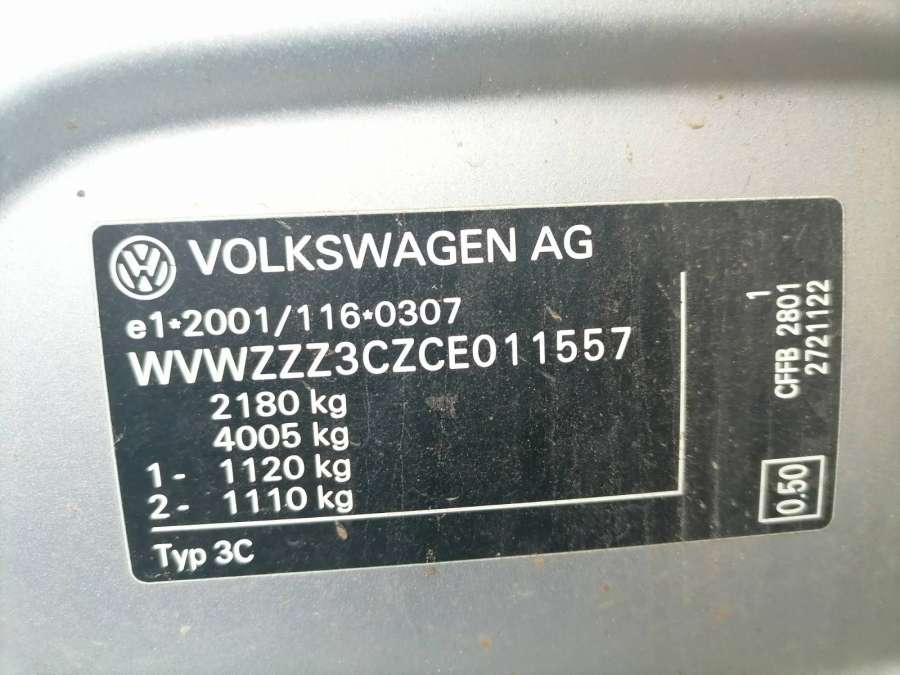 VOLKSWAGEN AG
e1*2001/116*0307
WVWZZZ3CZCE011557
2180 kg
4005 kg
1- 1120 kg
2- 1110 kg
Typ 3C
1
CFFB 2801
2721122
0.50